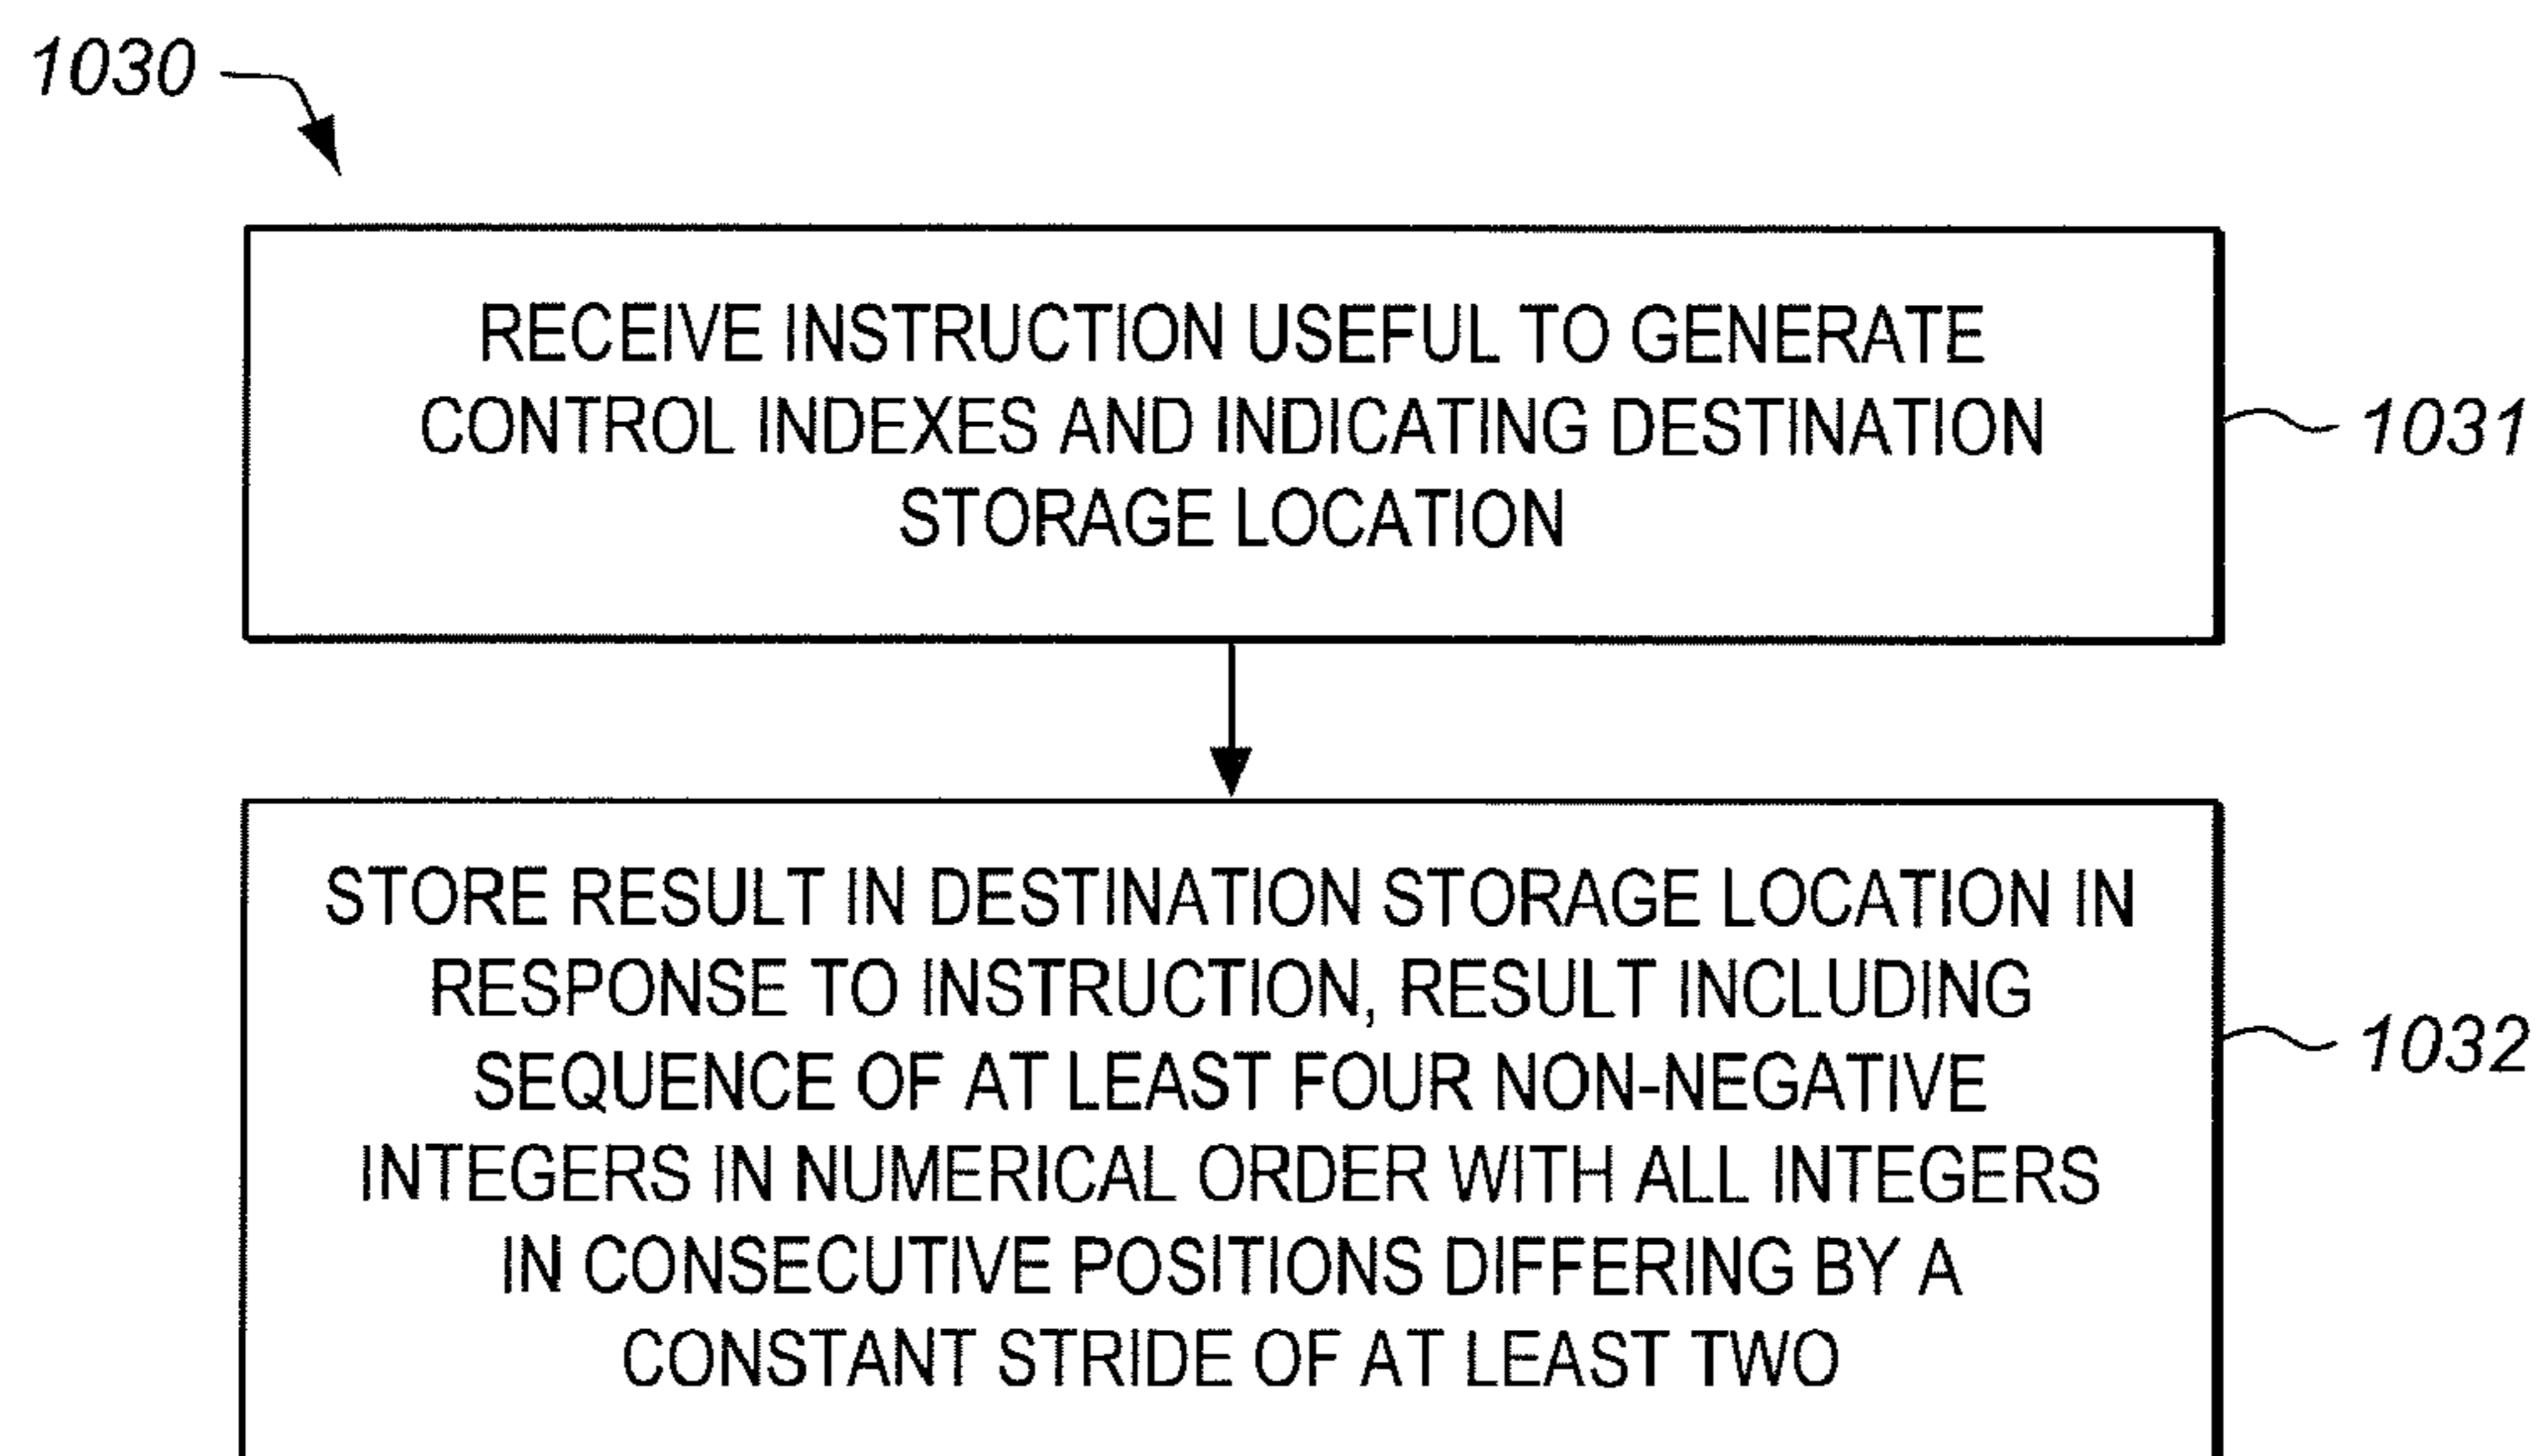 1030
RECEIVE INSTRUCTION USEFUL TO GENERATE
CONTROL INDEXES AND INDICATING DESTINATION
STORAGE LOCATION
1031
STORE RESULT IN DESTINATION STORAGE LOCATION IN
RESPONSE TO INSTRUCTION, RESULT INCLUDING
SEQUENCE OF AT LEAST FOUR NON-NEGATIVE
INTEGERS IN NUMERICAL ORDER WITH ALL INTEGERS
IN CONSECUTIVE POSITIONS DIFFERING BY A
CONSTANT STRIDE OF AT LEAST TWO
1032